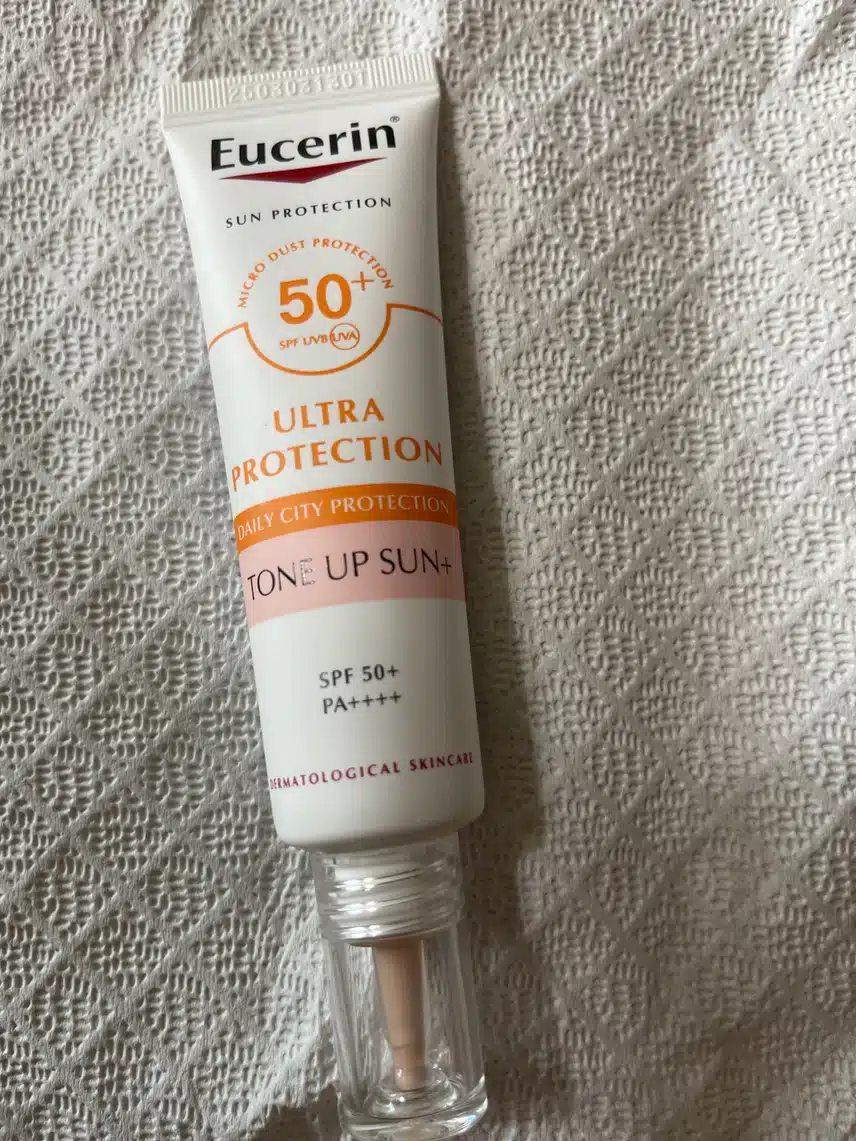 2603031301
Eucerin®
SUN PROTECTION
MICRO DUST PROTECTION
50+
SPF UVB UVA
ULTRA
PROTECTION
DAILY CITY PROTECTION
TONE UP SUN+
SPF 50+
PA++++
DERMATOLOGICAL SKINCARE